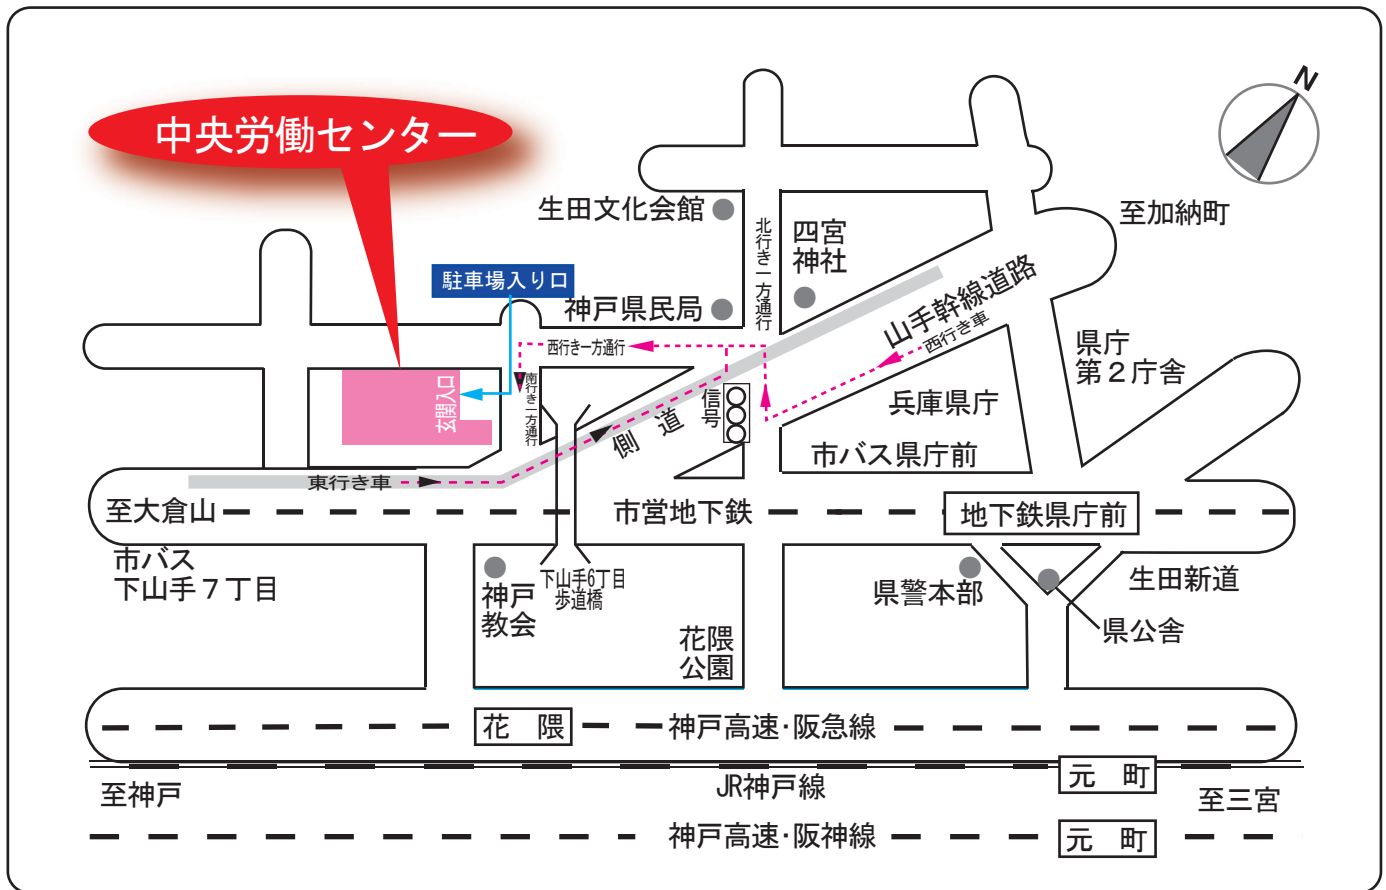 N
中央労働センター
生田文化会館
北行き一方通行
四宮
神社
至加納町
駐車場入り口
神戸県民局
山手幹線道路
西行き車
西行き一方通行
県庁
第２庁舎
玄関入口
南行き一方通行
信号
側道
兵庫県庁
市バス県庁前
東行き車
至大倉山
市営地下鉄
地下鉄県庁前
市バス
下山手７丁目
神戸
教会
下山手6丁目
歩道橋
花隈
公園
県警本部
生田新道
県公舎
花隈
神戸高速・阪急線
至神戸
JR神戸線
元町
至三宮
神戸高速・阪神線
元町